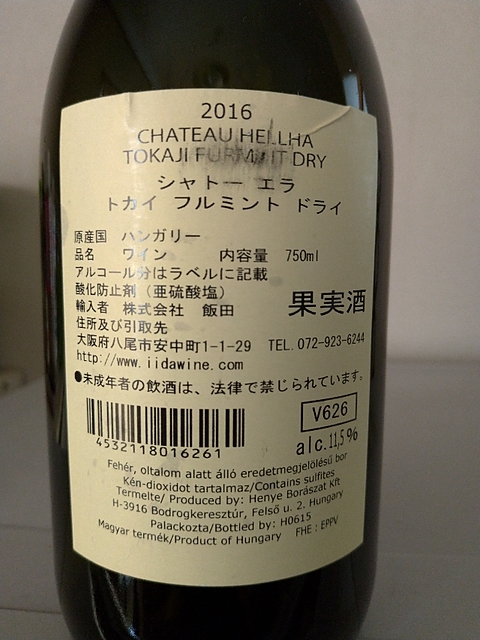 2016
CHATEAU HELLHA
TOKAJI FURMINT DRY
シャトー エラ
トカイ フルミント ドライ
原産国 ハンガリー
品名 ワイン 内容量 750ml
アルコール分はラベルに記載
酸化防止剤（亜硫酸塩）
果実酒
輸入者 株式会社 飯田
住所及び引取先
大阪府八尾市安中町1-1-29 TEL.072-923-6244
http://www.iidawine.com
●未成年者の飲酒は、法律で禁じられています。
V626
4532118016261
alc.11,5%
Fehér, oltalom alatt álló eredetmegjelölésű bor
Kén-dioxidot tartalmaz/Contains sulfites
Termelte/ Produced by: Henye Borászat Kft
H-3916 Bodrogkeresztúr, Felső u. 2. Hungary
Palackozta/Bottled by: H0615
Magyar termék/Product of Hungary FHE : EPPV